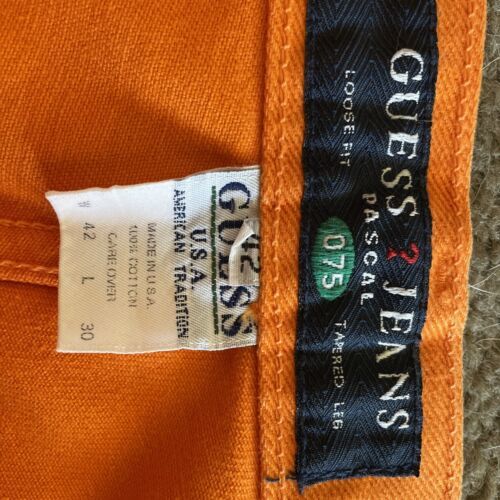 GUESS ? JEANS
PASCAL
LOOSE FIT 075 TAPERED LEG
42
GUESS
U.S.A.
AMERICAN TRADITION
MADE IN U.S.A.
100% COTTON
CARE OVER
# 42 L 30